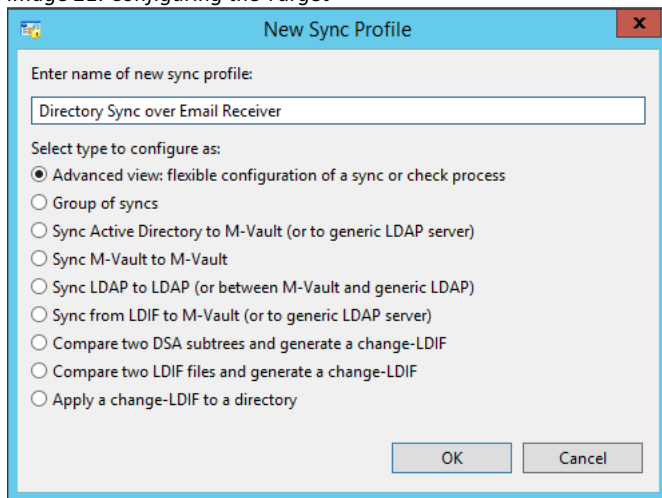 New Sync Profile
x
Enter name of new sync profile:
Directory Sync over Email Receiver
Select type to configure as:
Advanced view: flexible configuration of a sync or check process
Group of syncs
Sync Active Directory to M-Vault (or to generic LDAP server)
Sync M-Vault to M-Vault
Sync LDAP to LDAP (or between M-Vault and generic LDAP)
Sync from LDIF to M-Vault (or to generic LDAP server)
Compare two DSA subtrees and generate a change-LDIF
Compare two LDIF files and generate a change-LDIF
Apply a change-LDIF to a directory
OK Cancel